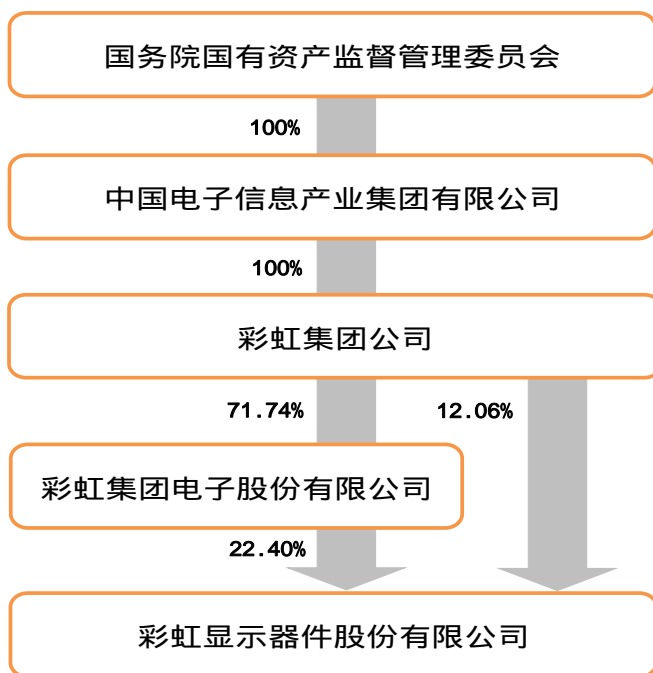 国务院国有资产监督管理委员会
100%
中国电子信息产业集团有限公司
100%
彩虹集团公司
71.74% 12.06%
彩虹集团电子股份有限公司
22.40%
彩虹显示器件股份有限公司